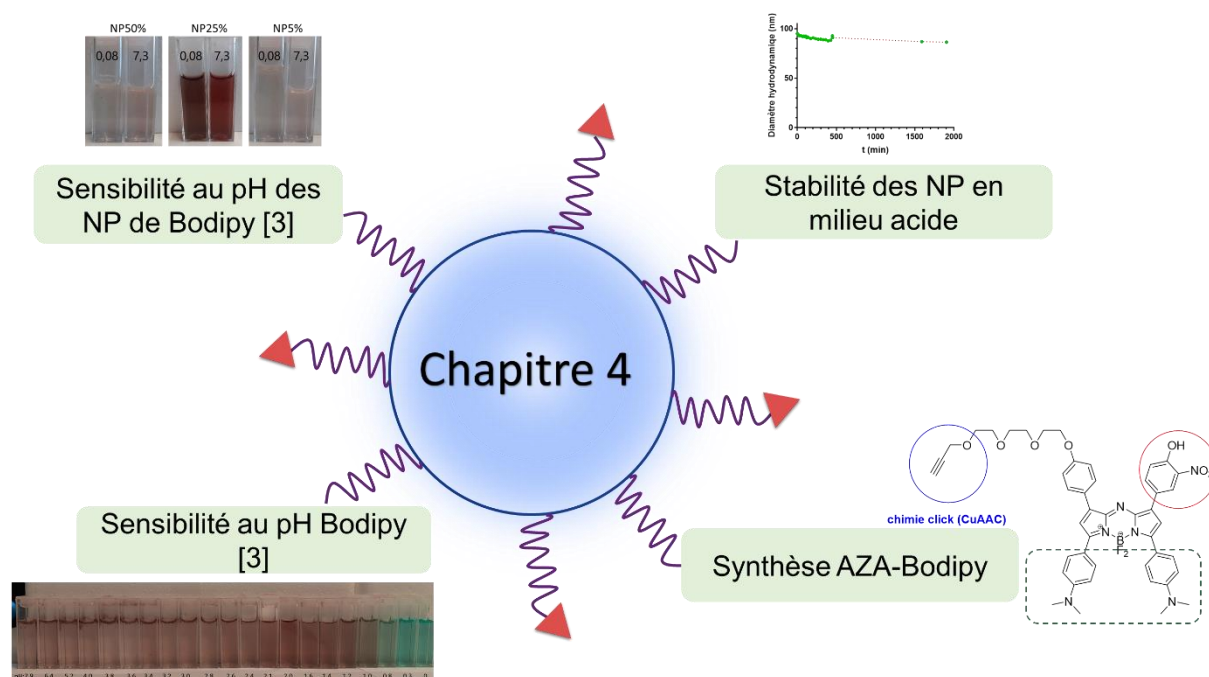 NP50% NP25% NP5%
0,08 7,3 0,08 7,3 0,08 7,3
Sensibilité au pH des
NP de Bodipy [3]
Diamètre hydrodynamiqe (nm)
100
50
0
0 500 1000 1500 2000
t (min)
Stabilité des NP en
milieu acide
Chapitre 4
Sensibilité au pH Bodipy
[3]
Synthèse AZA-Bodipy
chimie click (CuAAC)
O O O O
OH
NO
N
N N
B
F2
N N